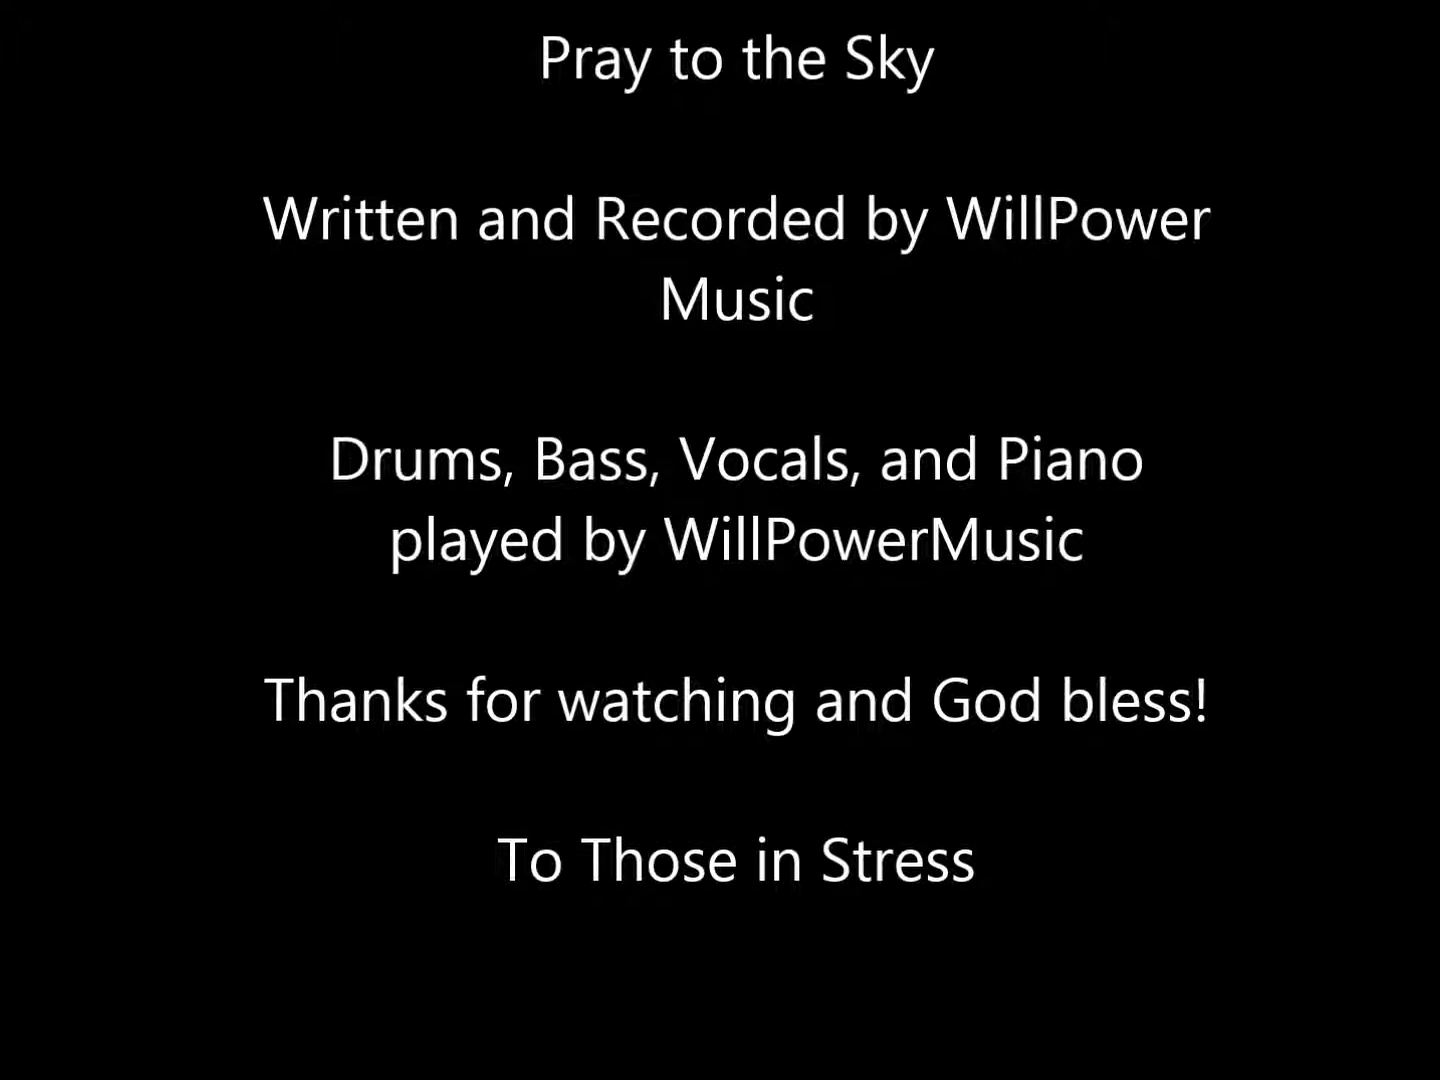 Pray to the Sky
Written and Recorded by WillPower
Music
Drums, Bass, Vocals, and Piano
played by WillPowerMusic
Thanks for watching and God bless!
To Those in Stress